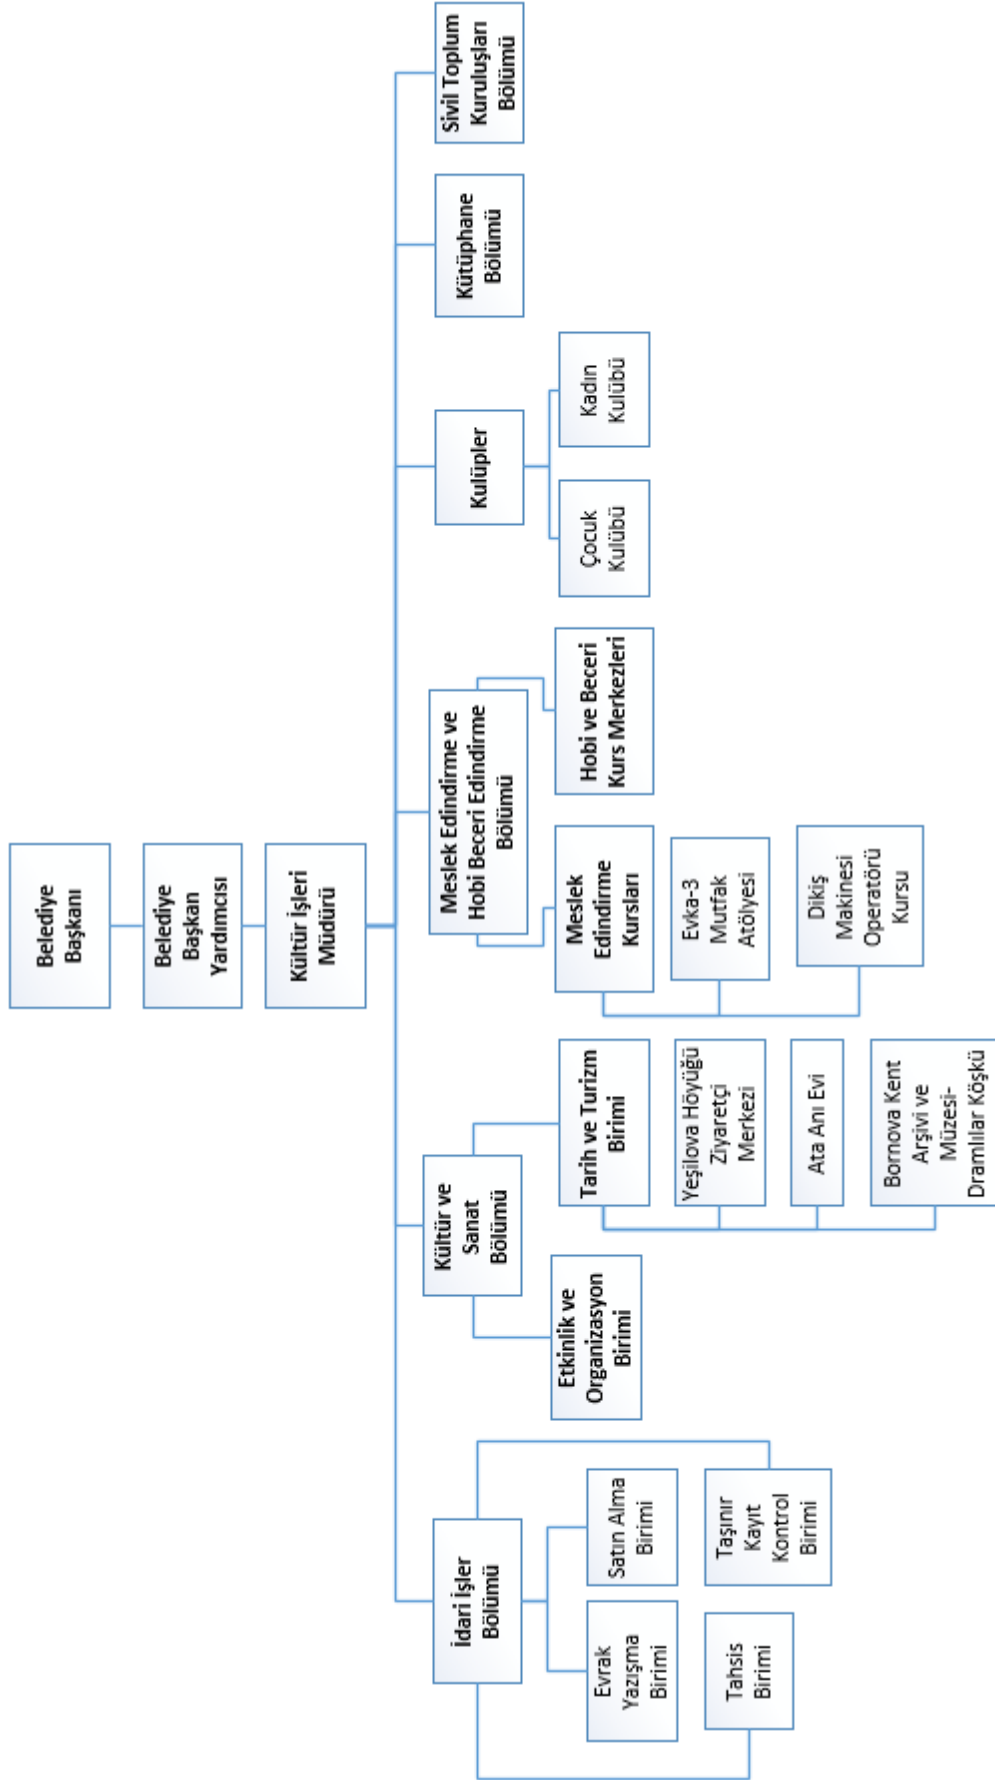 Belediye
Başkanı
Belediye
Başkan
Yardımcısı
Kültür İşleri
Müdürü
İdari İşler
Bölümü
Evrak
Yazışma
Birimi
Satın Alma
Birimi
Tahsis
Birimi
Taşınır
Kayıt
Kontrol
Birimi
Kültür ve
Sanat
Bölümü
Etkinlik ve
Organizasyon
Birimi
Tarih ve Turizm
Birimi
Yeşilova Höyüğü
Ziyaretçi
Merkezi
Ata Anı Evi
Bornova Kent
Arşivi ve
Müzesi-
Dramlılar Köşkü
Meslek Edindirme ve
Hobi Beceri Edindirme
Bölümü
Meslek
Edindirme
Kursları
Evka-3
Mutfak
Atölyesi
Dikiş
Makinesi
Operatörü
Kursu
Hobi ve Beceri
Kurs Merkezleri
Kulüpler
Çocuk
Kulübü
Kadın
Kulübü
Kütüphane
Bölümü
Sivil Toplum
Kuruluşları
Bölümü